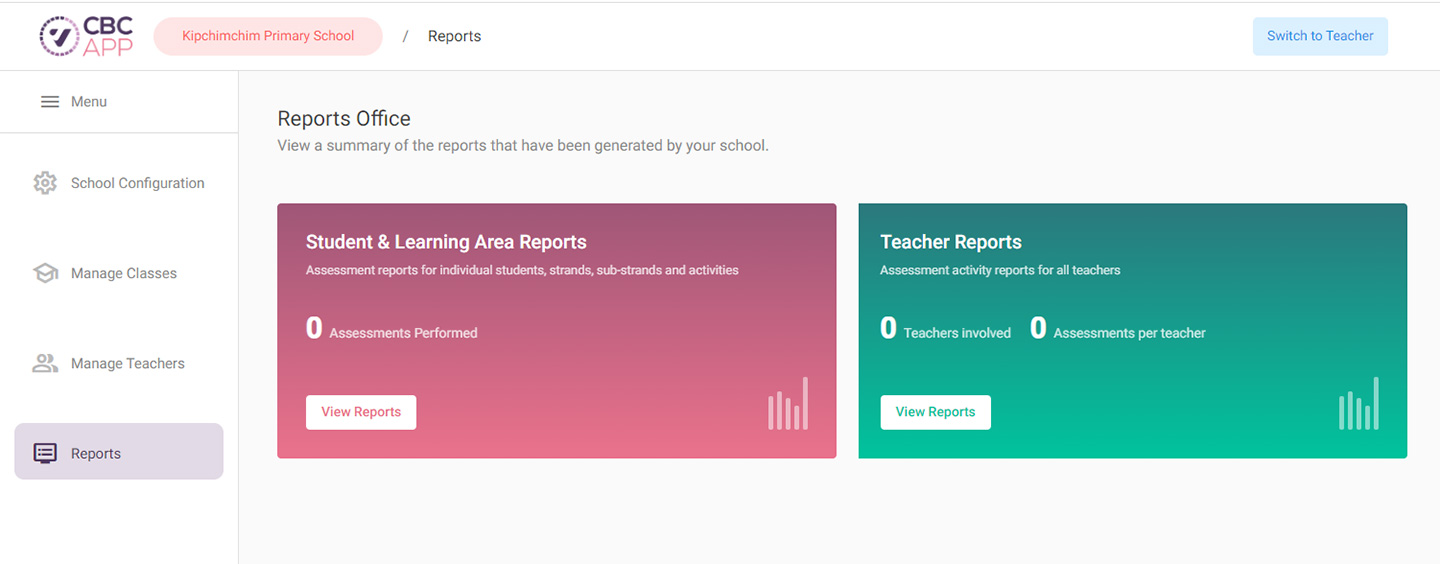 CBC
APP
Kipchimchim Primary School / Reports
Switch to Teacher
Menu
School Configuration
Manage Classes
Manage Teachers
Reports
Reports Office
View a summary of the reports that have been generated by your school.
Student & Learning Area Reports
Assessment reports for individual students, strands, sub-strands and activities
0 Assessments Performed
View Reports
Teacher Reports
Assessment activity reports for all teachers
0 Teachers involved 0 Assessments per teacher
View Reports